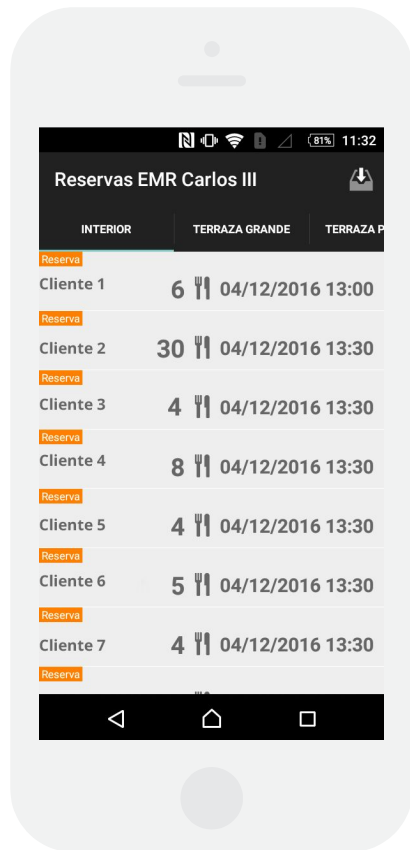 81% 11:32
Reservas EMR Carlos III
INTERIOR TERRAZA GRANDE TERRAZA P
Reserva
Cliente 1 6 04/12/2016 13:00
Reserva
Cliente 2 30 04/12/2016 13:30
Reserva
Cliente 3 4 04/12/2016 13:30
Reserva
Cliente 4 8 04/12/2016 13:30
Reserva
Cliente 5 4 04/12/2016 13:30
Reserva
Cliente 6 5 04/12/2016 13:30
Reserva
Cliente 7 4 04/12/2016 13:30
Reserva